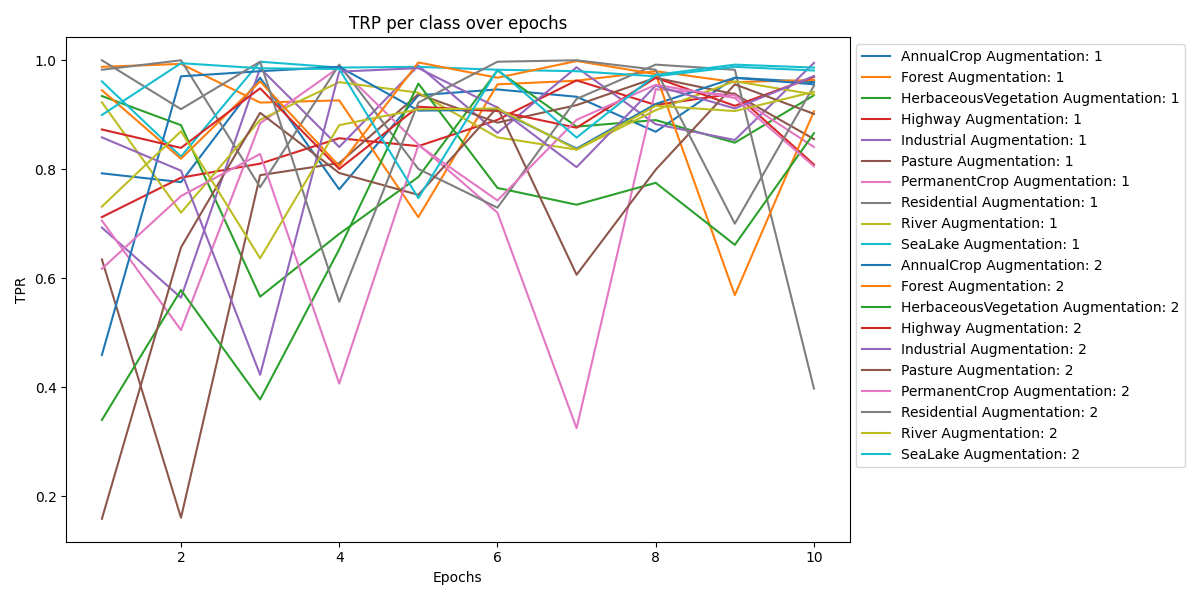 TRP per class over epochs
TPR
1.0
0.8
0.6
0.4
0.2
2
4
6
8
10
Epochs
AnnualCrop Augmentation: 1
Forest Augmentation: 1
HerbaceousVegetation Augmentation: 1
Highway Augmentation: 1
Industrial Augmentation: 1
Pasture Augmentation: 1
PermanentCrop Augmentation: 1
Residential Augmentation: 1
River Augmentation: 1
SeaLake Augmentation: 1
AnnualCrop Augmentation: 2
Forest Augmentation: 2
HerbaceousVegetation Augmentation: 2
Highway Augmentation: 2
Industrial Augmentation: 2
Pasture Augmentation: 2
PermanentCrop Augmentation: 2
Residential Augmentation: 2
River Augmentation: 2
SeaLake Augmentation: 2